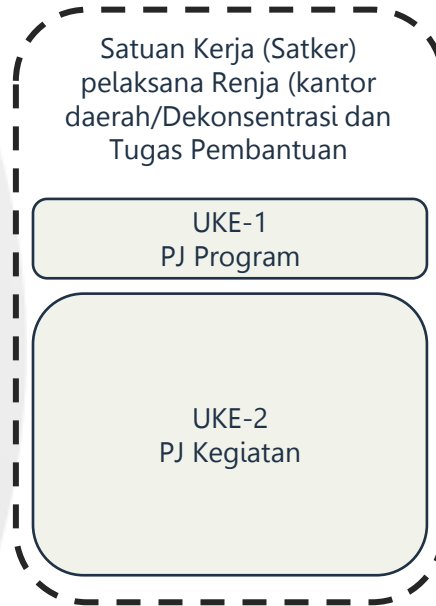 Satuan Kerja (Satker)
pelaksana Renja (kantor
daerah/Dekonsentrasi dan
Tugas Pembantuan
UKE-1
PJ Program
UKE-2
PJ Kegiatan